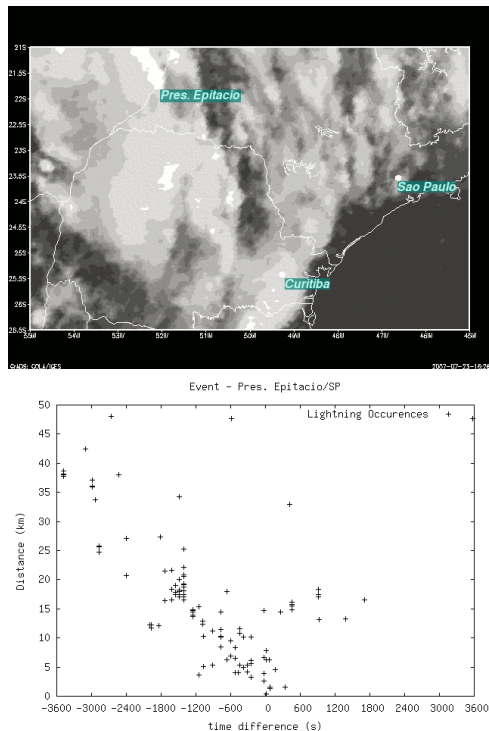 21S
21.5S
22S
Pres. Epitacio
22.5S
23S
23.5S
Sao Paulo
24S
24.5S
25S
25.5S
Curitiba
26S
26.5S
55W 54W 53W 52W 51W 50W 49W 48W 47W 46W 45W
GrADS: COLA/IGES 2007-07-23-16:26
Event - Pres. Epitacio/SP
50
Lightning Occurences
45
40
35
30
25
20
15
10
5
0
Distance (km)
-3600 -3000 -2400 -1800 -1200 -600 0 600 1200 1800 2400 3000 3600
time difference (s)